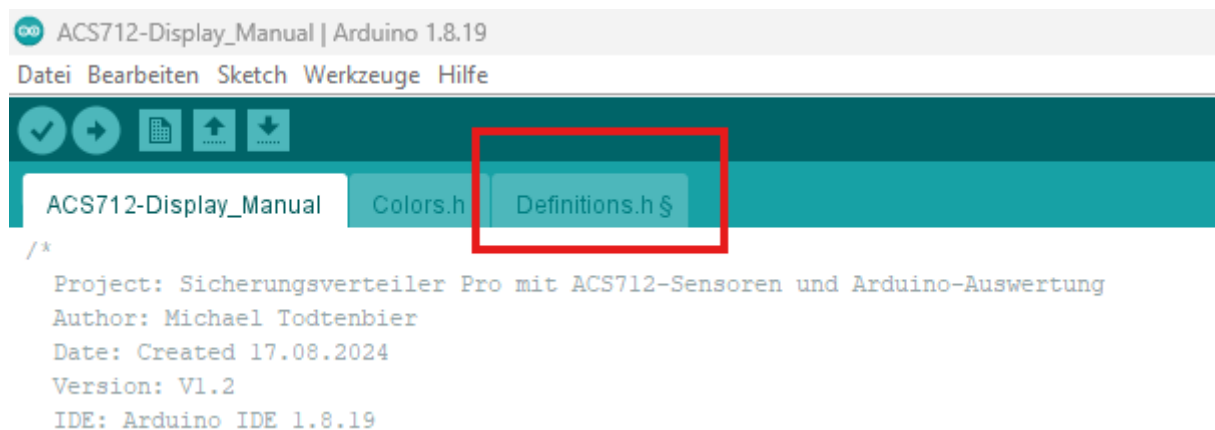 ACS712-Display_Manual | Arduino 1.8.19
Datei Bearbeiten Sketch Werkzeuge Hilfe
ACS712-Display_Manual Colors.h Definitions.h §
/*
Project: Sicherungsverteiler Pro mit ACS712-Sensoren und Arduino-Auswertung
Author: Michael Todtenbier
Date: Created 17.08.2024
Version: V1.2
IDE: Arduino IDE 1.8.19